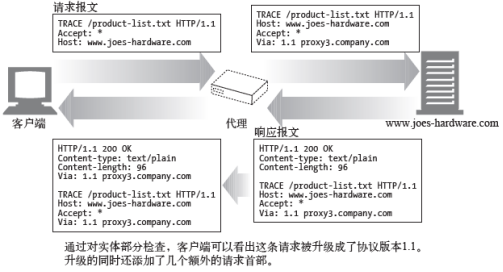 请求报文
TRACE /product-list.txt HTTP/1.1
Accept: *
Host: www.joes-hardware.com
TRACE /product-list.txt HTTP/1.1
Host: www.joes-hardware.com
Accept: *
Via: 1.1 proxy3.company.com
客户端
代理
www.joes-hardware.com
响应报文
HTTP/1.1 200 OK
Content-type: text/plain
Content-length: 96
Via: 1.1 proxy3.company.com
TRACE /product-list.txt HTTP/1.1
Host: www.joes-hardware.com
Accept: *
Via: 1.1 proxy3.company.com
HTTP/1.1 200 OK
Content-type: text/plain
Content-length: 96
TRACE /product-list.txt HTTP/1.1
Host: www.joes-hardware.com
Accept: *
Via: 1.1 proxy3.company.com
通过对实体部分检查，客户端可以看出这条请求被升级成了协议版本1.1。
升级的同时还添加了几个额外的请求首部。